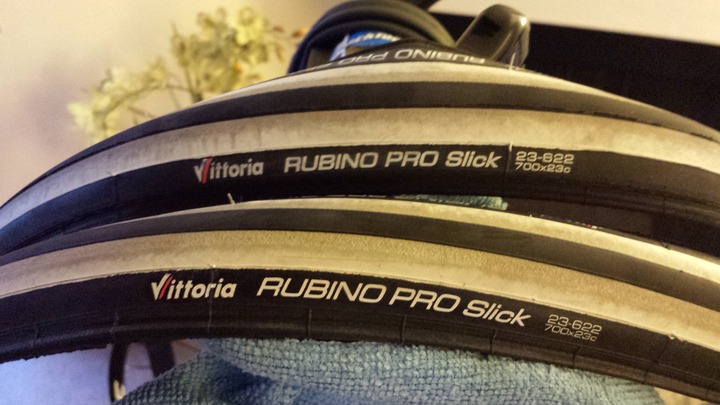 RUBINO PRO
Vittoria RUBINO PRO Slick 23-622
700x23c
Vittoria RUBINO PRO Slick 23-622
700x23c